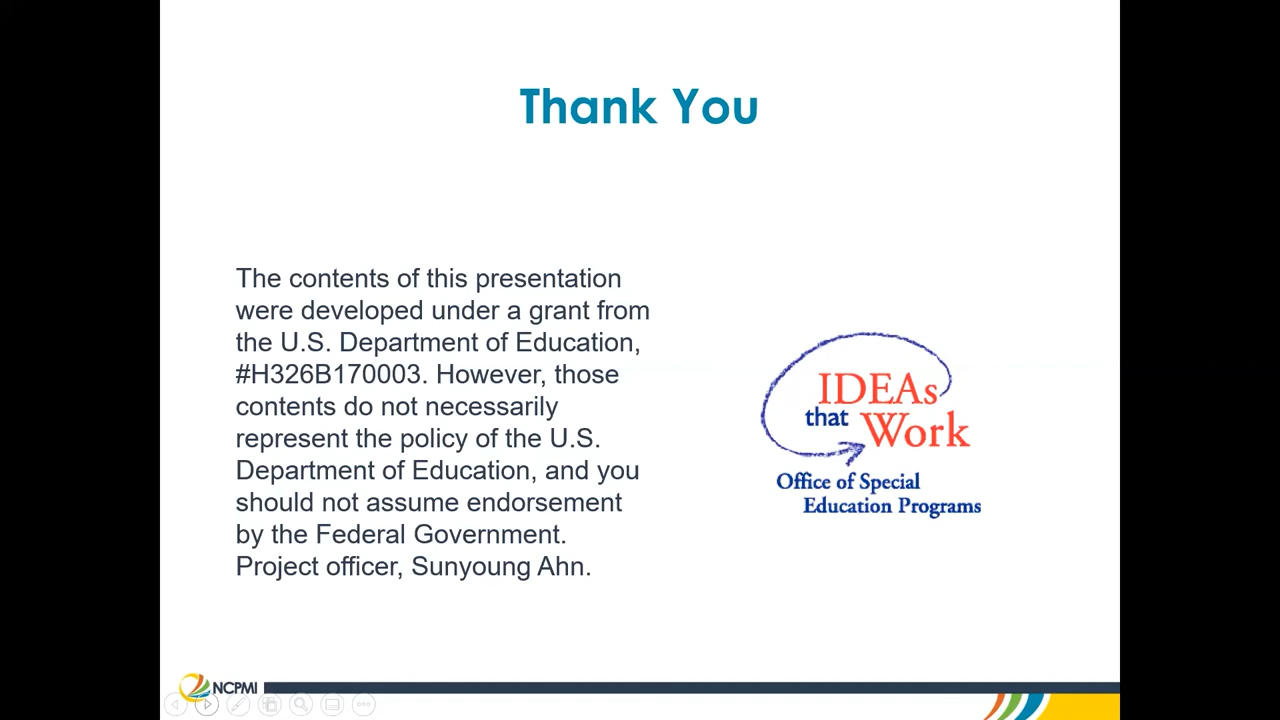 Thank You
The contents of this presentation
were developed under a grant from
the U.S. Department of Education,
#H326B170003. However, those
contents do not necessarily
represent the policy of the U.S.
Department of Education, and you
should not assume endorsement
by the Federal Government.
Project officer, Sunyoung Ahn.
IDEAs
that Work
Office of Special
Education Programs
NCPMI